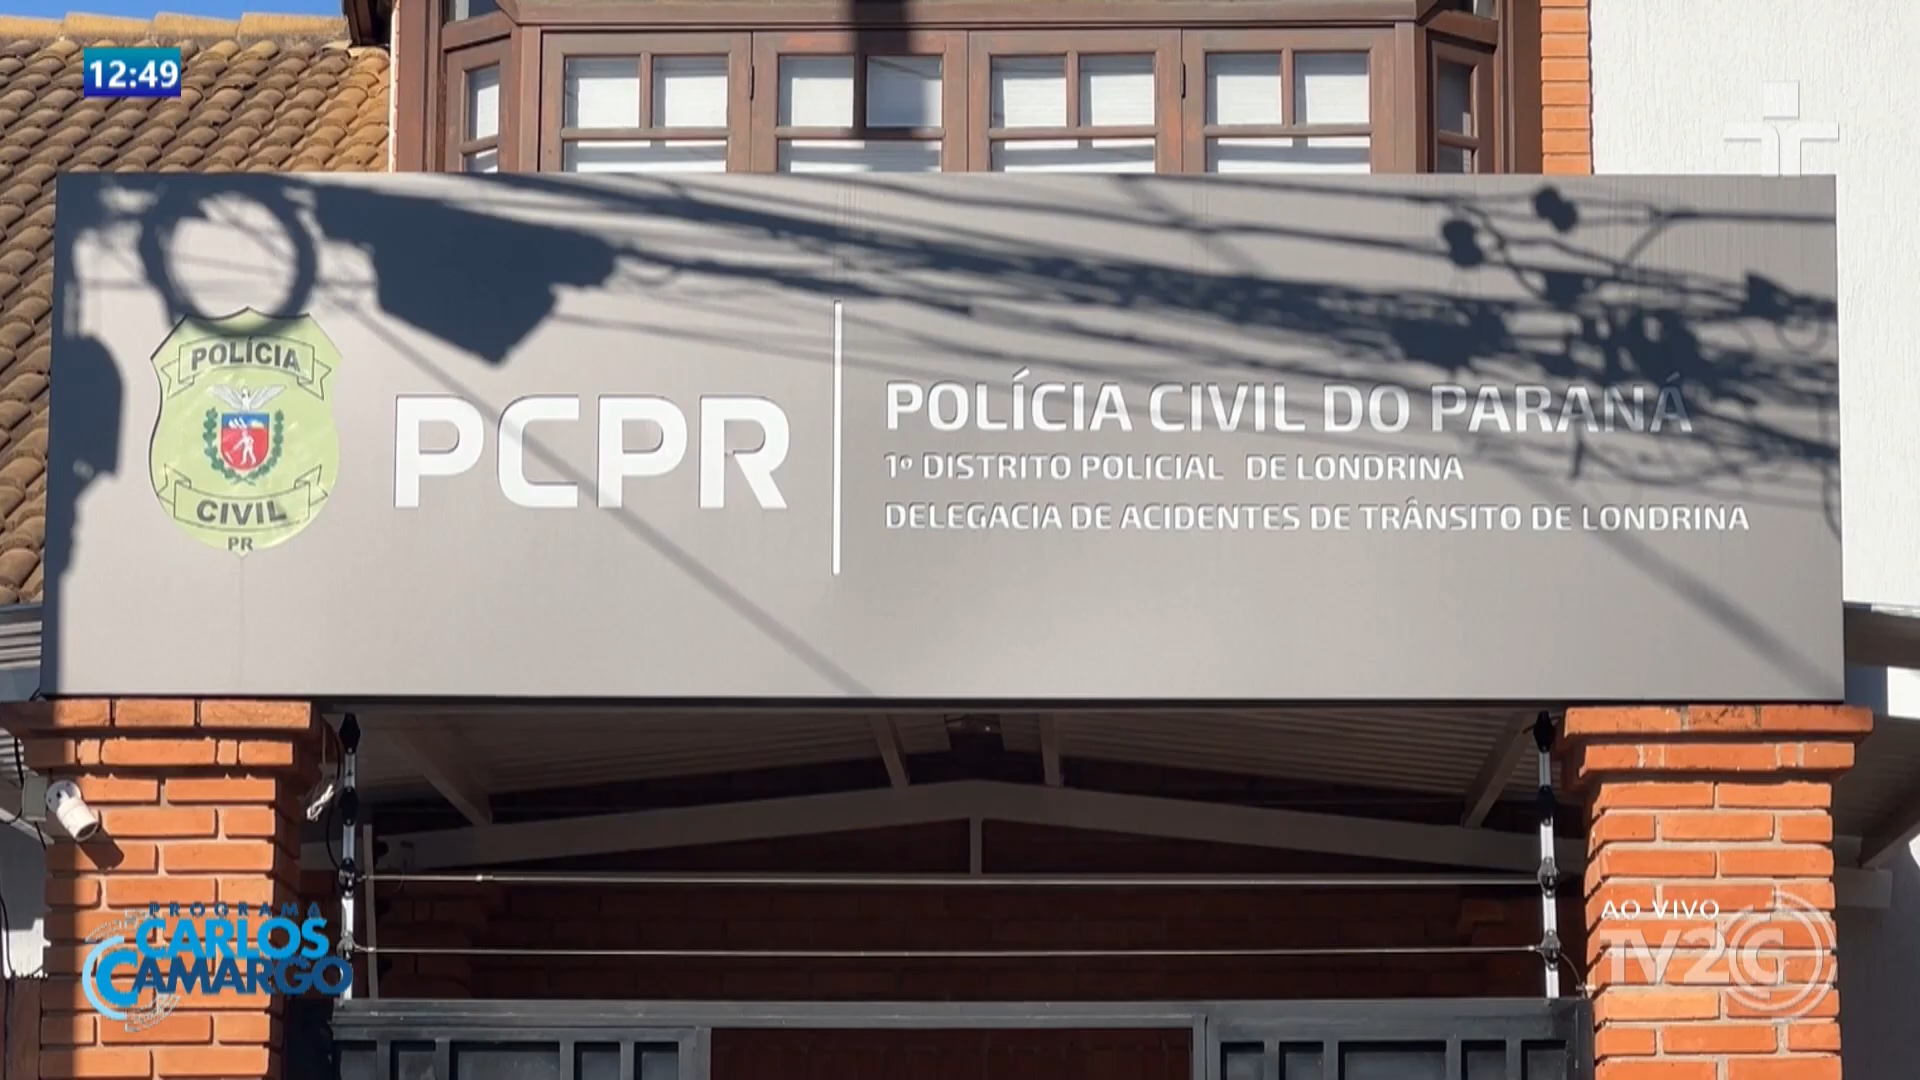 12:49
POLÍCIA
CIVIL
PR
PCPR
POLÍCIA CIVIL DO PARANÁ
1º DISTRITO POLICIAL DE LONDRINA
DELEGACIA DE ACIDENTES DE TRÂNSITO DE LONDRINA
PROGRAMA
CARLOS
CAMARGO
AO VIVO
TV2C